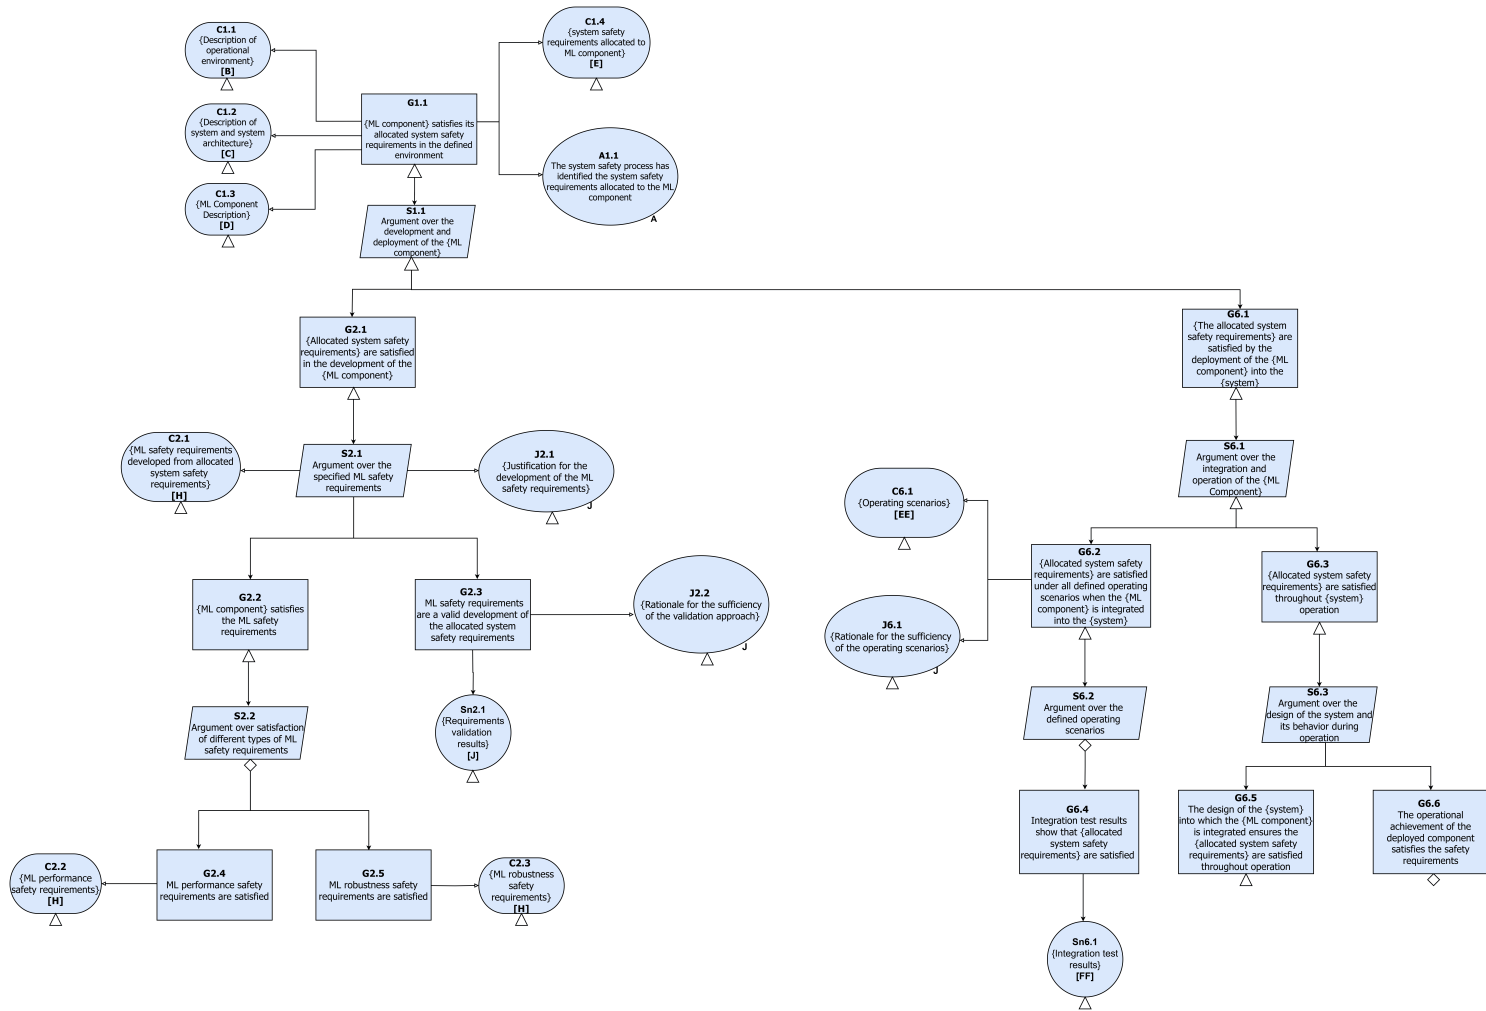 C1.1
{Description of
operational
environment}
[B]
C1.4
{system safety
requirements allocated to
ML component}
[E]
G1.1
{ML component} satisfies its
allocated system safety
requirements in the defined
environment
C1.2
{Description of
system and system
architecture}
[C]
A1.1
The system safety process has
identified the system safety
requirements allocated to the ML
component
A
C1.3
{ML Component
Description}
[D]
S1.1
Argument over the
development and
deployment of the {ML
component}
G2.1
{Allocated system safety
requirements} are satisfied
in the development of the
{ML component}
G6.1
{The allocated system
safety requirements} are
satisfied by the
deployment of the {ML
component} into the
{system}
C2.1
{ML safety requirements
developed from allocated
system safety
requirements}
[H]
S2.1
Argument over the
specified ML safety
requirements
J2.1
{Justification for the
development of the ML
safety requirements}
J
S6.1
Argument over the
integration and
operation of the {ML
Component}
C6.1
{Operating scenarios}
[EE]
G2.2
{ML component} satisfies
the ML safety
requirements
G2.3
ML safety requirements
are a valid development of
the allocated system
safety requirements
J2.2
{Rationale for the sufficiency
of the validation approach}
J
J6.1
{Rationale for the sufficiency
of the operating scenarios}
J
G6.2
{Allocated system safety
requirements} are satisfied
under all defined operating
scenarios when the {ML
component} is integrated
into the {system}
G6.3
{Allocated system safety
requirements} are satisfied
throughout {system}
operation
S2.2
Argument over satisfaction
of different types of ML
safety requirements
Sn2.1
{Requirements
validation
results}
[J]
S6.2
Argument over the
defined operating
scenarios
S6.3
Argument over the
design of the system and
its behavior during
operation
G6.4
Integration test results
show that {allocated
system safety
requirements} are satisfied
G6.5
The design of the {system}
into which the {ML component}
is integrated ensures the
{allocated system safety
requirements} are satisfied
throughout operation
G6.6
The operational
achievement of the
deployed component
satisfies the safety
requirements
C2.2
{ML performance
safety requirements}
[H]
G2.4
ML performance safety
requirements are satisfied
G2.5
ML robustness safety
requirements are satisfied
C2.3
{ML robustness
safety
requirements}
[H]
Sn6.1
{Integration test
results}
[FF]